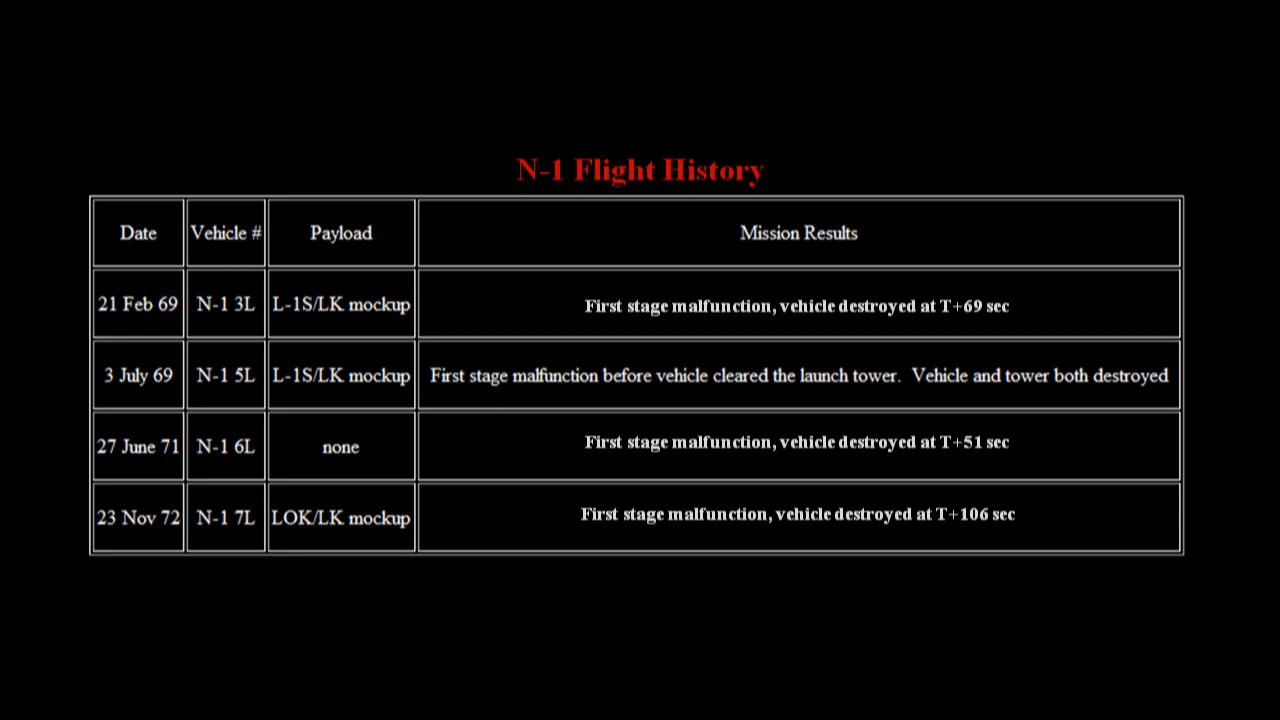 N-1 Flight History
Date Vehicle # Payload Mission Results
21 Feb 69 N-1 3L L-1S/LK mockup First stage malfunction, vehicle destroyed at T+69 sec
3 July 69 N-1 5L L-1S/LK mockup First stage malfunction before vehicle cleared the launch tower. Vehicle and tower both destroyed
27 June 71 N-1 6L none First stage malfunction, vehicle destroyed at T+51 sec
23 Nov 72 N-1 7L LOK/LK mockup First stage malfunction, vehicle destroyed at T+106 sec